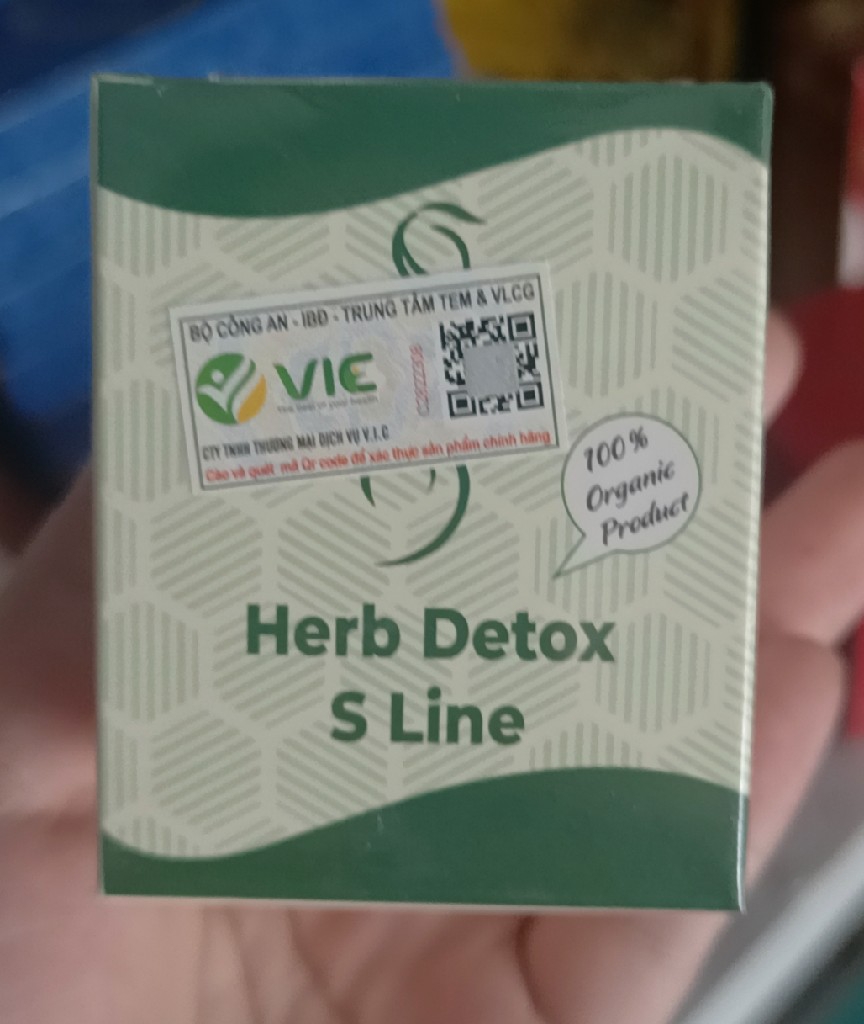 BỘ CÔNG AN - IBD - TRUNG TÂM TEM & VLCG
VIE
CTY TNHH THƯƠNG MẠI DỊCH VỤ V.I.C
Cào và quét mã Qr code để xác thực sản phẩm chính hãng
100%
Organic
Product
Herb Detox
S Line